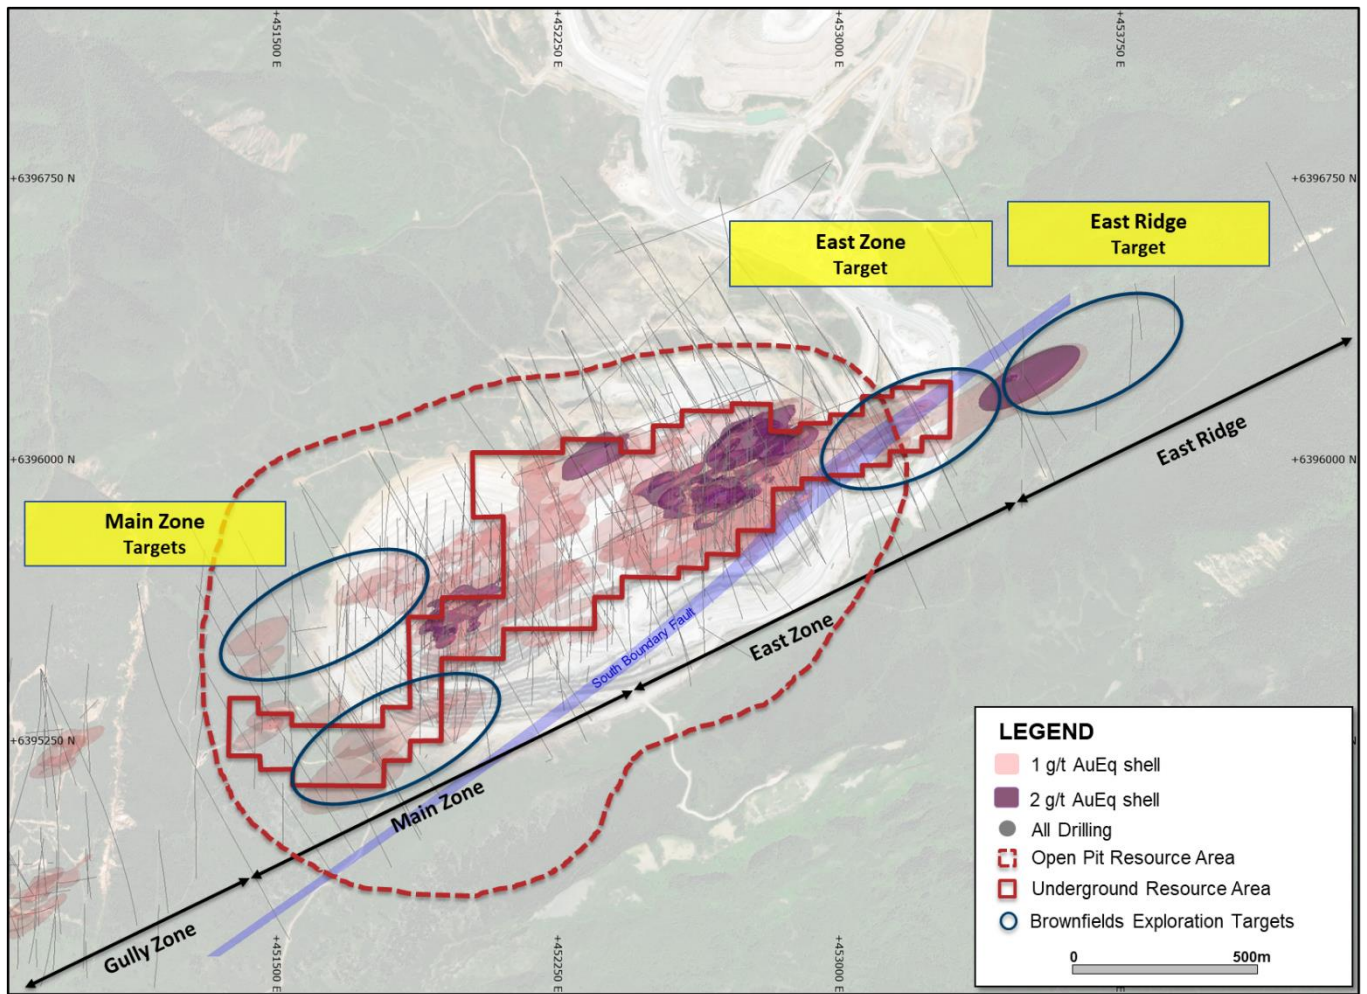 +451500 E
+452250 E
+453000 E
+453750 E
+6396750 N
+6396750 N
East Ridge
Target
East Zone
Target
+6396000 N
+6396000 N
East Ridge
Main Zone
Targets
South Boundary Fault
East Zone
+6395250 N
N
Main Zone
Gully Zone
+451500 E
+452250 E
+453000 E
LEGEND
1 g/t AuEq shell
2 g/t AuEq shell
All Drilling
Open Pit Resource Area
Underground Resource Area
Brownfields Exploration Targets
0 500m